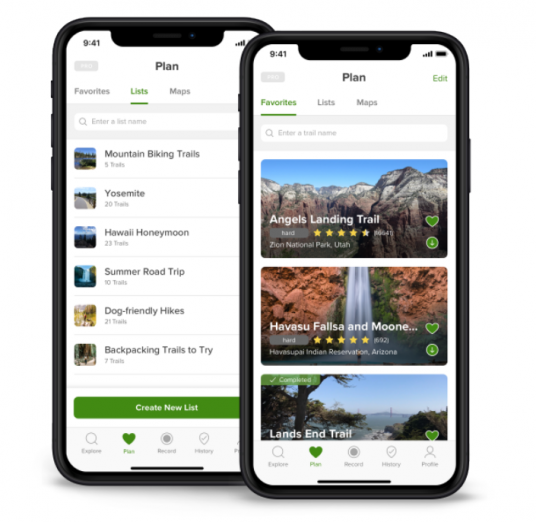 9:41
Plan
Favorites Lists Maps
Enter a list name
Mountain Biking Trails
5 Trails
Yosemite
20 Trails
Hawaii Honeymoon
23 Trails
Summer Road Trip
10 Trails
Dog-friendly Hikes
21 Trails
Backpacking Trails to Try
7 Trails
Create New List
Explore Plan Record History
9:41
Plan Edit
Favorites Lists Maps
Enter a trail name
Angels Landing Trail
hard
Zion National Park, Utah
Havasu Fallsa and Moone...
hard (692)
Havasupai Indian Reservation, Arizona
Completed
Lands End Trail
Explore Plan Record History Profile